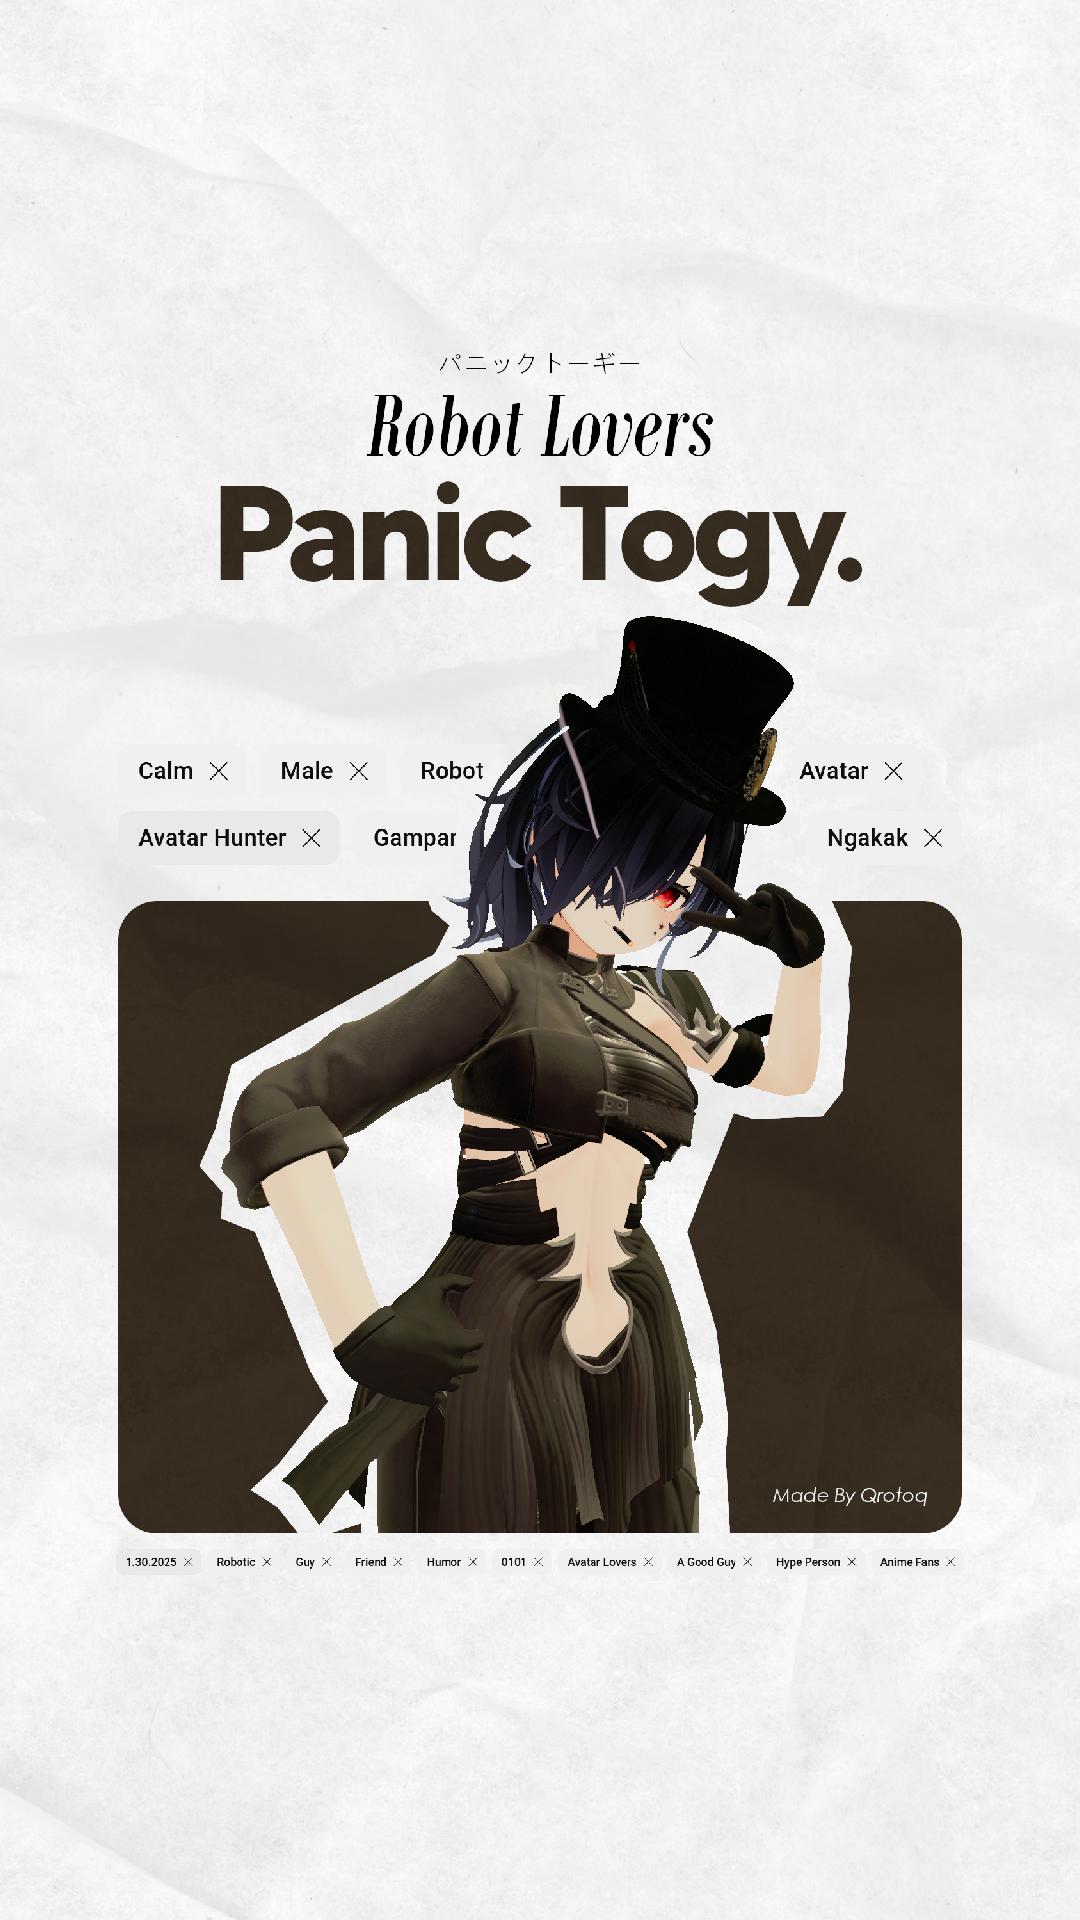 パニックトーギー
Robot Lovers
Panic Togy.
Calm Male Robot Avatar
Avatar Hunter Ngakak
Made By Qrotoq
1.30.2025 Robotic Guy Friend Humor 0101 Avatar Lovers A Good Guy Hype Person Anime Fans